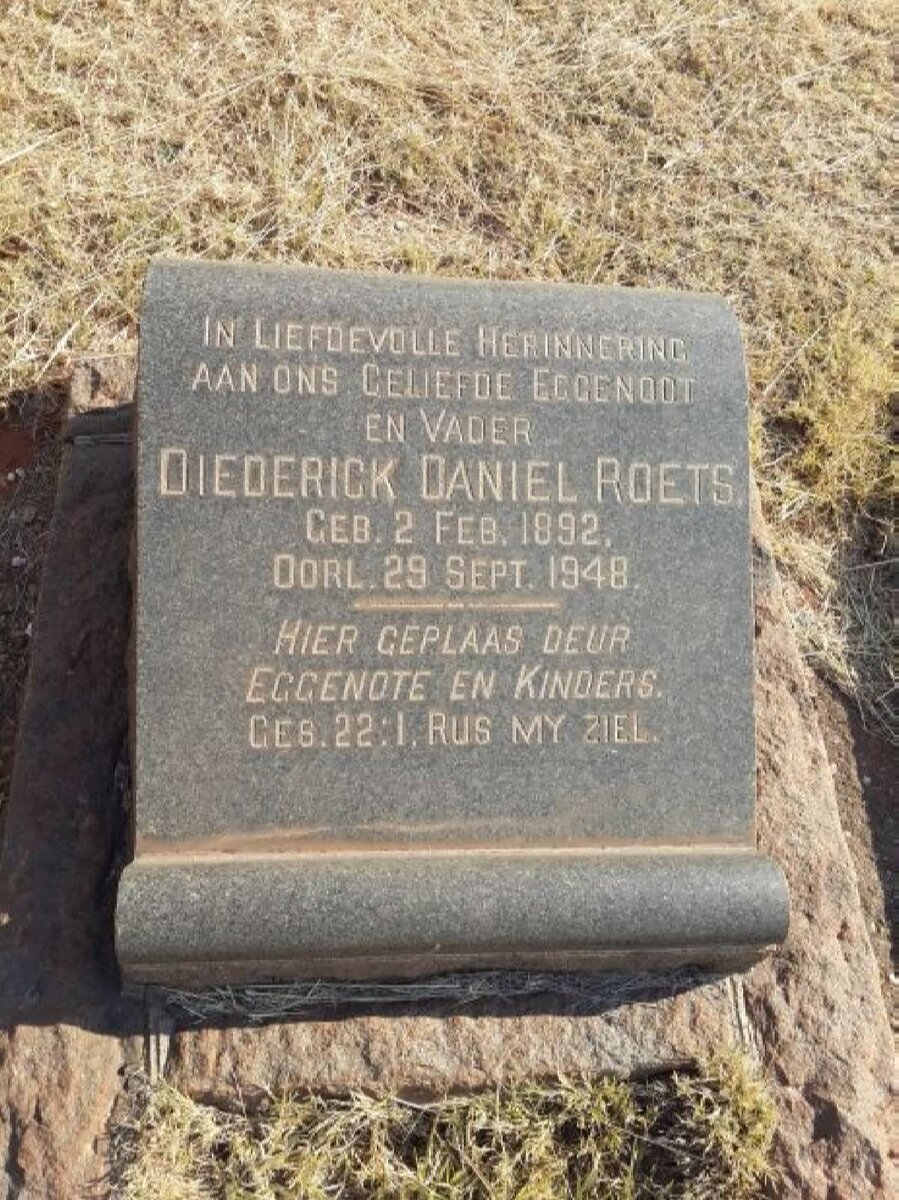 IN LIEFDEVOLLE HERINNERING
AAN ONS GELIEFDE EGGENOOT
EN VADER
DIEDERICK DANIEL ROETS.
GEB. 2 FEB. 1892.
OORL. 29 SEPT. 1948.
HIER GEPLAAS DEUR
EGGENOTE EN KINDERS.
GES. 22:1. RUS MY ZIEL.